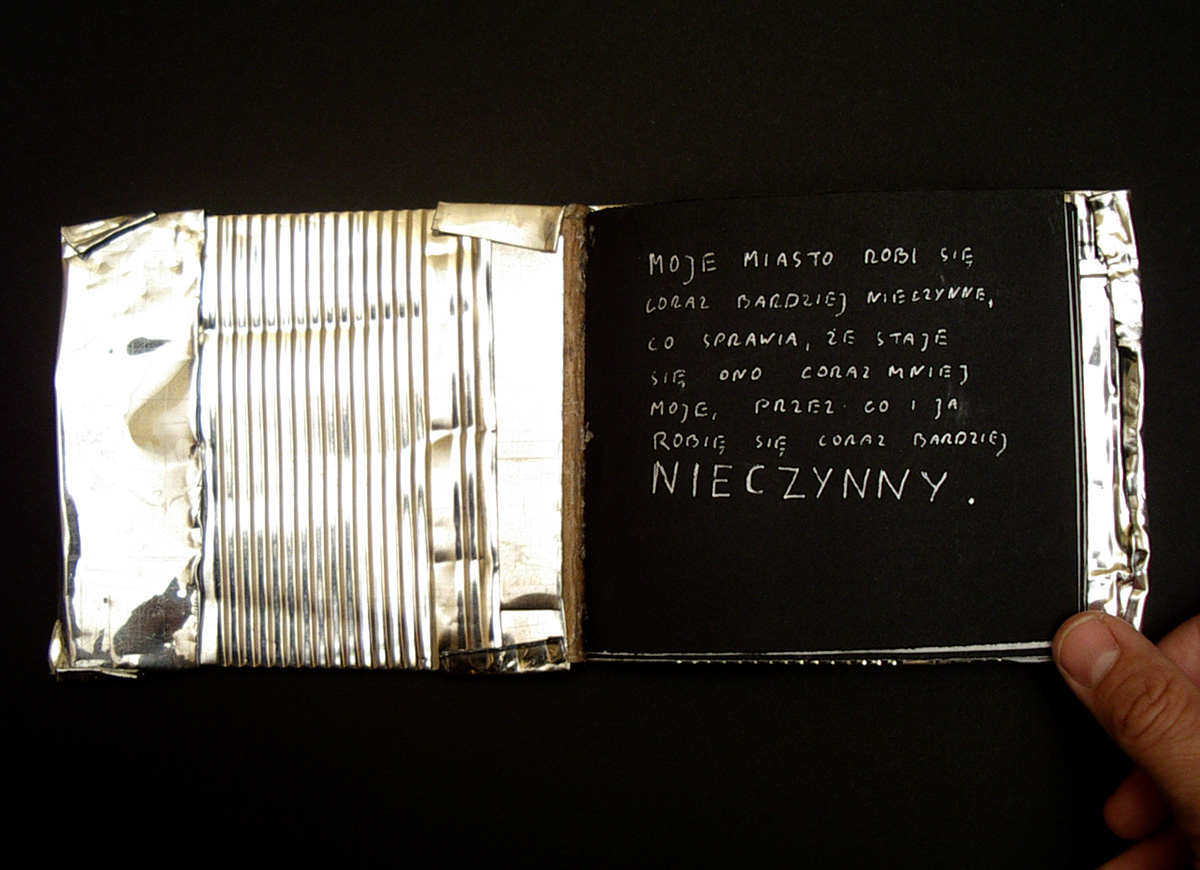 MOJE MIASTO ROBI SIĘ
CORAZ BARDZIEJ NIECZYNNE,
CO SPRAWIA, ŻE STAJE
SIĘ ONO CORAZ MNIEJ
MOJE, PRZEZ CO I JA
ROBIĘ SIĘ CORAZ BARDZIEJ
NIECZYNNY.